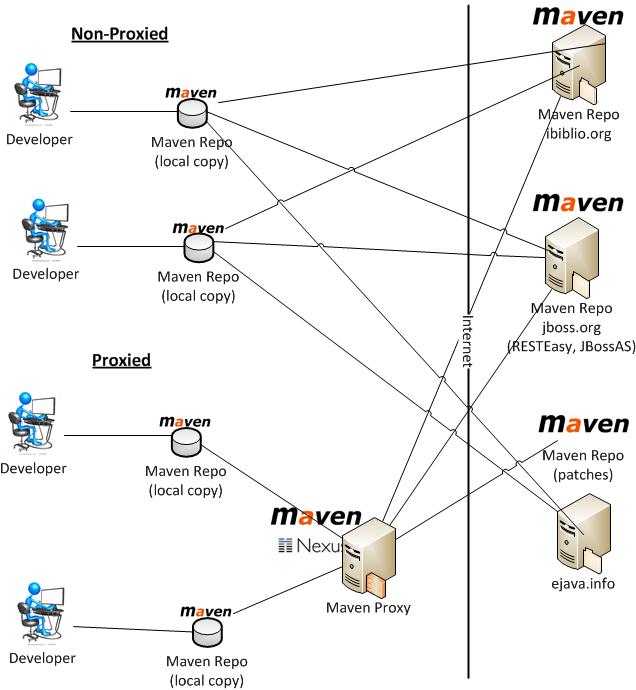 Non-Proxied
maven
Developer
maven
Maven Repo
(local copy)
Maven Repo
ibiblio.org
maven
Developer
maven
Maven Repo
(local copy)
Maven Repo
jboss.org
(RESTEasy, JBossAS)
Internet
Proxied
Developer
maven
Maven Repo
(local copy)
maven
Maven Repo
(patches)
ejava.info
maven
Nexus
Maven Proxy
Developer
maven
Maven Repo
(local copy)